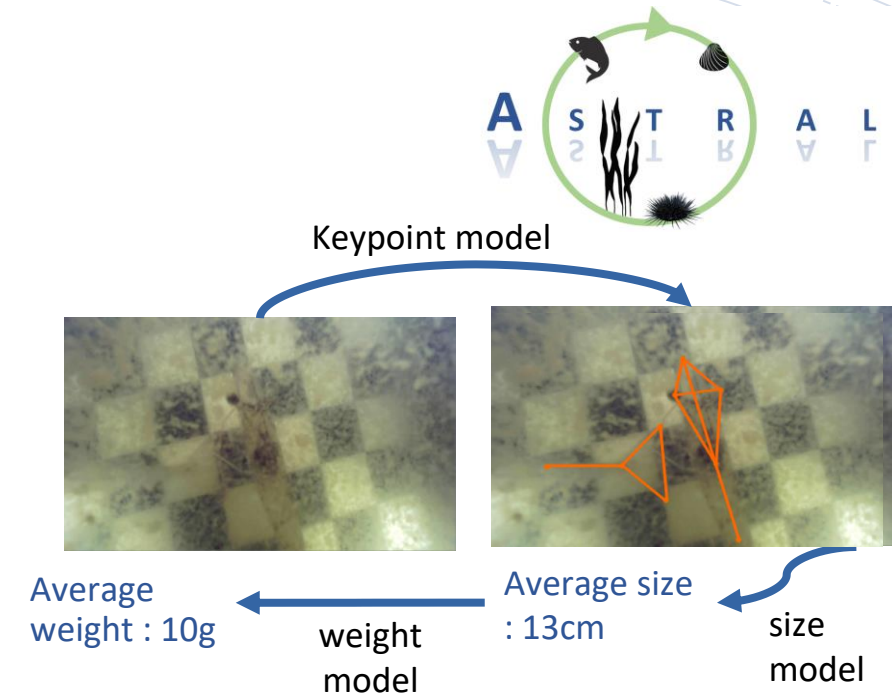 A S T R A L
Keypoint model
Average size
: 13cm
size
model
weight
model
Average
weight : 10g